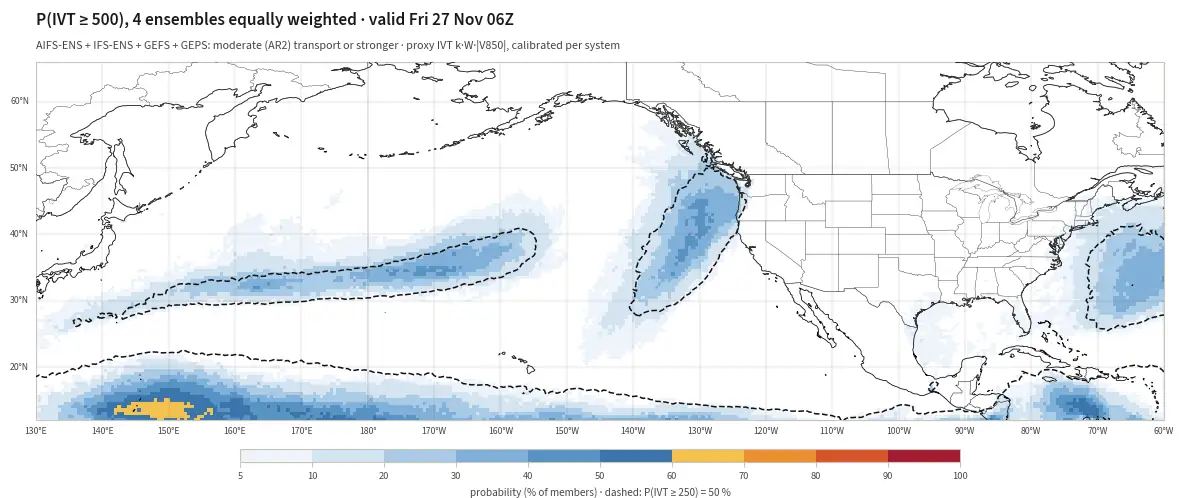 P(IVT ≥ 500), 4 ensembles equally weighted · valid Fri 27 Nov 06Z
AIFS-ENS + IFS-ENS + GEFS + GEPS: moderate (AR2) transport or stronger · proxy IVT k·W·|V850|, calibrated per system
60°N
50°N
40°N
30°N
20°N
130°E 140°E 150°E 160°E 170°E 180° 170°W 160°W 150°W 140°W 130°W 120°W 110°W 100°W 90°W 80°W 70°W 60°W
5 10 20 30 40 50 60 70 80 90 100
probability (% of members) · dashed: P(IVT ≥ 250) = 50 %